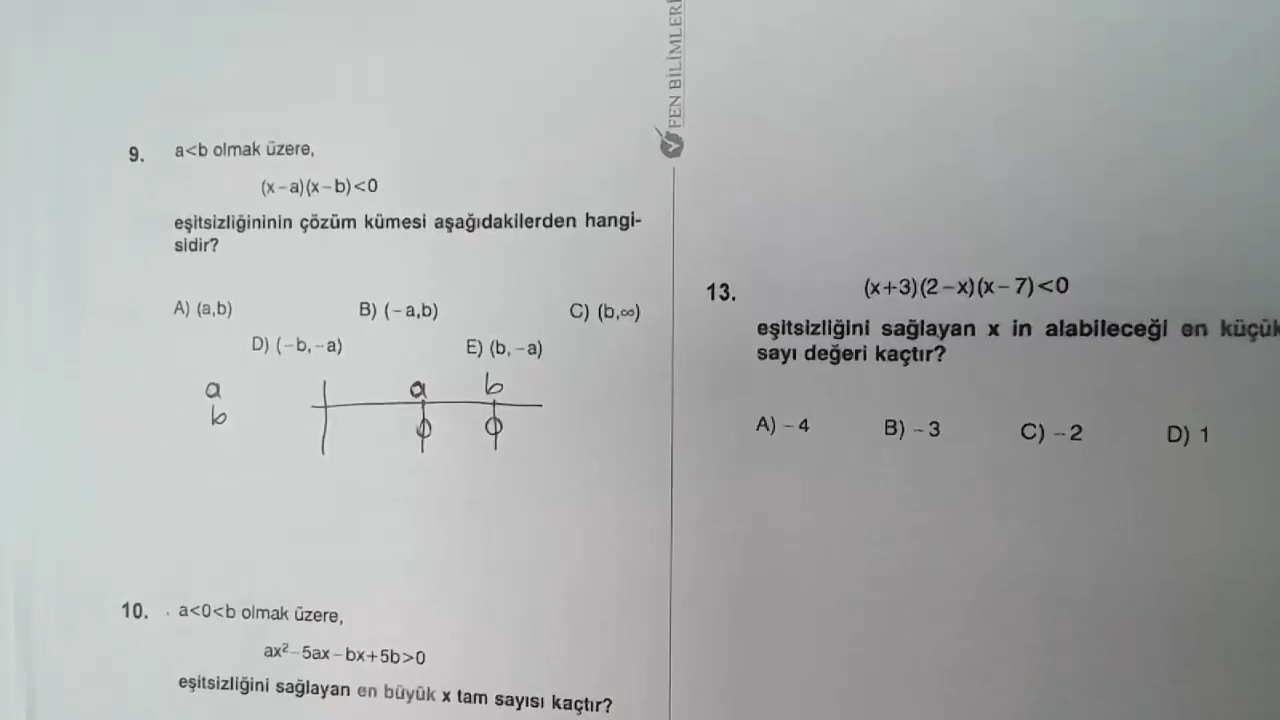 FEN BİLİMLERİ
9. a<b olmak üzere,
(x-a)(x-b)<0
eşitsizliğininin çözüm kümesi aşağıdakilerden hangi-
sidir?
A) (a,b) B) (-a,b) C) (b,∞)
D) (-b,-a) E) (b,-a)
a
b
a b
10. a<0<b olmak üzere,
ax²-5ax-bx+5b>0
eşitsizliğini sağlayan en büyük x tam sayısı kaçtır?
13. (x+3)(2-x)(x-7)<0
eşitsizliğini sağlayan x in alabileceği en küçük
sayı değeri kaçtır?
A) -4 B) -3 C) -2 D) 1